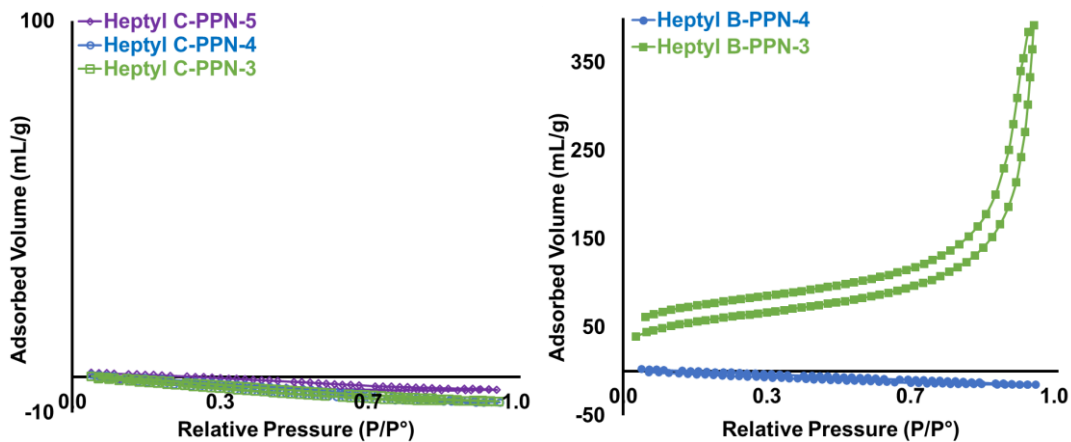 100
Heptyl C-PPN-5
Heptyl C-PPN-4
Heptyl C-PPN-3
Adsorbed Volume (mL/g)
-10
0.0
0.3
0.7
1.0
Relative Pressure (P/P°)
Heptyl B-PPN-4
Heptyl B-PPN-3
350
250
150
50
-50
Adsorbed Volume (mL/g)
0.0
0.3
0.7
1.0
Relative Pressure (P/P°)